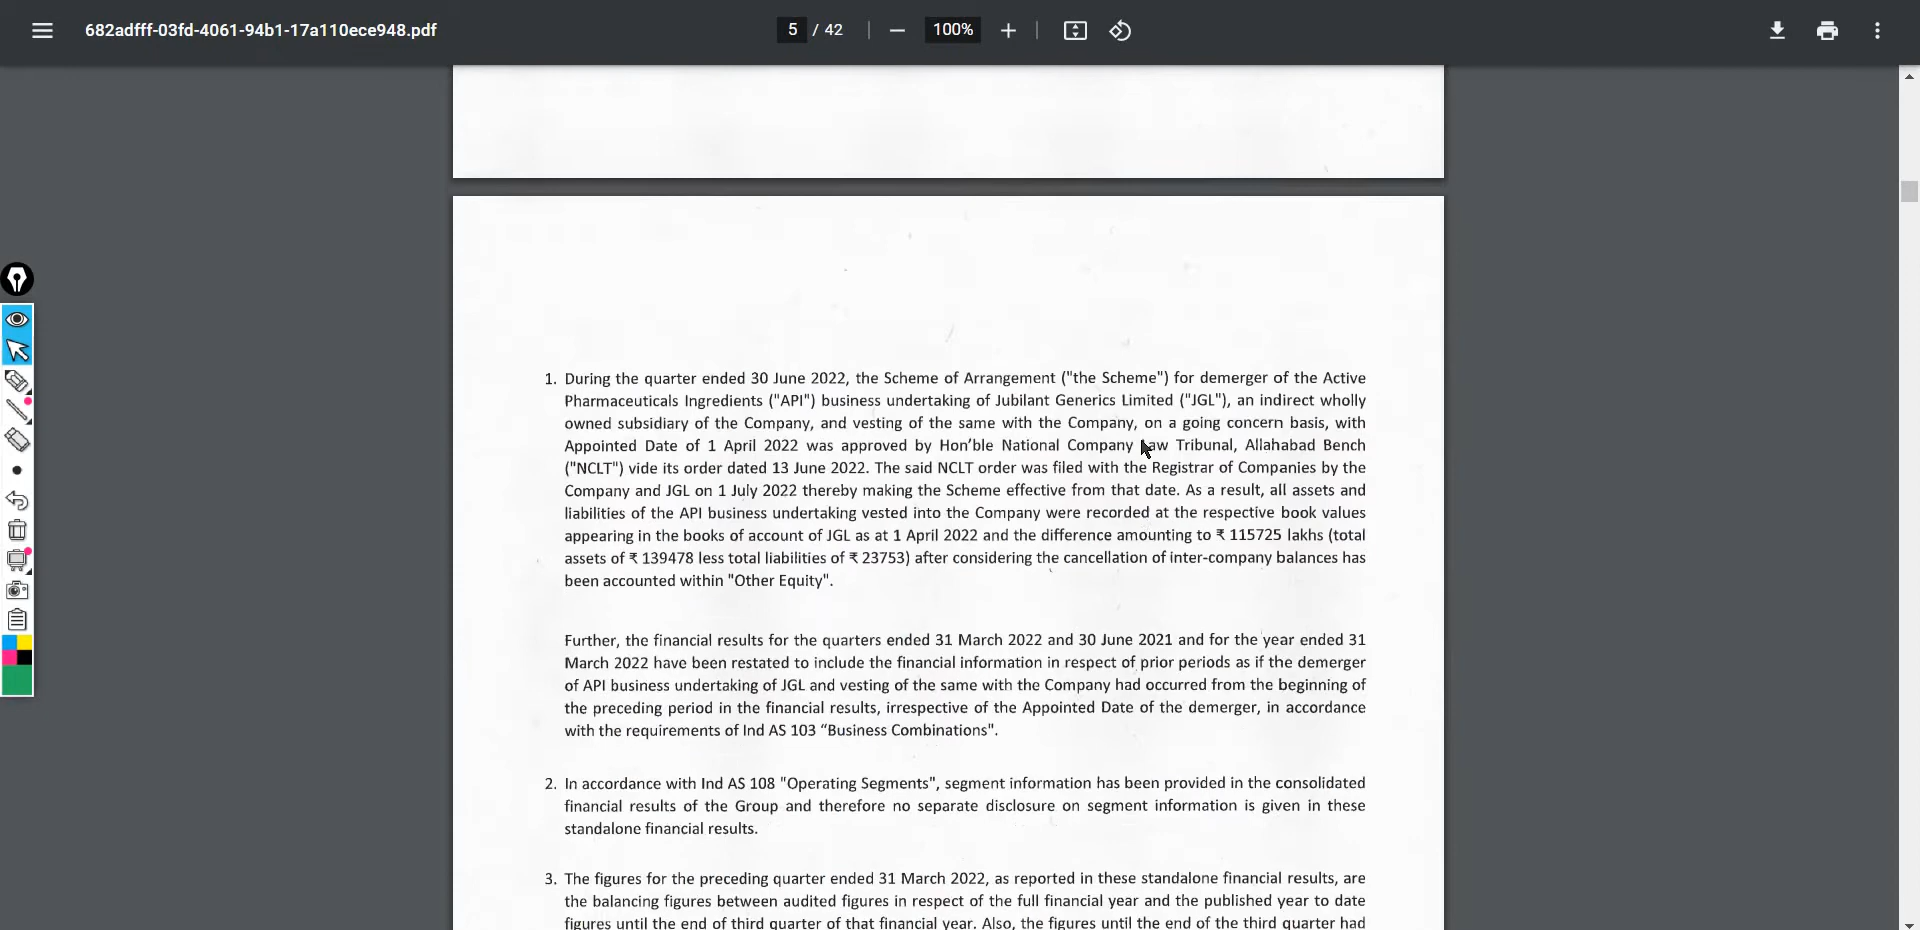 682adfff-03fd-4061-94b1-17a110ece948.pdf
5 / 42
100%
1. During the quarter ended 30 June 2022, the Scheme of Arrangement ("the Scheme") for demerger of the Active
Pharmaceuticals Ingredients ("API") business undertaking of Jubilant Generics Limited ("JGL"), an indirect wholly
owned subsidiary of the Company, and vesting of the same with the Company, on a going concern basis, with
Appointed Date of 1 April 2022 was approved by Hon'ble National Company Law Tribunal, Allahabad Bench
("NCLT") vide its order dated 13 June 2022. The said NCLT order was filed with the Registrar of Companies by the
Company and JGL on 1 July 2022 thereby making the Scheme effective from that date. As a result, all assets and
liabilities of the API business undertaking vested into the Company were recorded at the respective book values
appearing in the books of account of JGL as at 1 April 2022 and the difference amounting to ₹ 115725 lakhs (total
assets of ₹ 139478 less total liabilities of ₹ 23753) after considering the cancellation of inter-company balances has
been accounted within "Other Equity".
Further, the financial results for the quarters ended 31 March 2022 and 30 June 2021 and for the year ended 31
March 2022 have been restated to include the financial information in respect of prior periods as if the demerger
of API business undertaking of JGL and vesting of the same with the Company had occurred from the beginning of
the preceding period in the financial results, irrespective of the Appointed Date of the demerger, in accordance
with the requirements of Ind AS 103 “Business Combinations".
2. In accordance with Ind AS 108 "Operating Segments", segment information has been provided in the consolidated
financial results of the Group and therefore no separate disclosure on segment information is given in these
standalone financial results.
3. The figures for the preceding quarter ended 31 March 2022, as reported in these standalone financial results, are
the balancing figures between audited figures in respect of the full financial year and the published year to date
figures until the end of third quarter of that financial year. Also, the figures until the end of the third quarter had